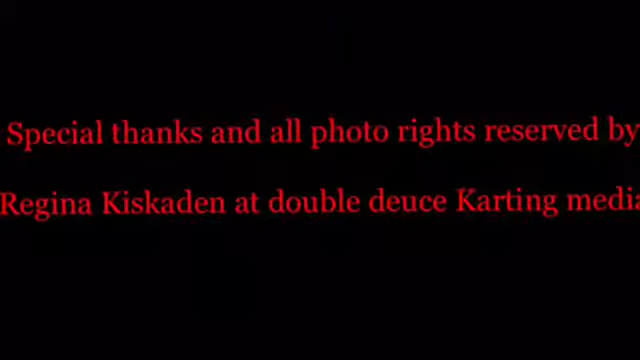 Special thanks and all photo rights reserved by
Regina Kiskaden at double deuce Karting media